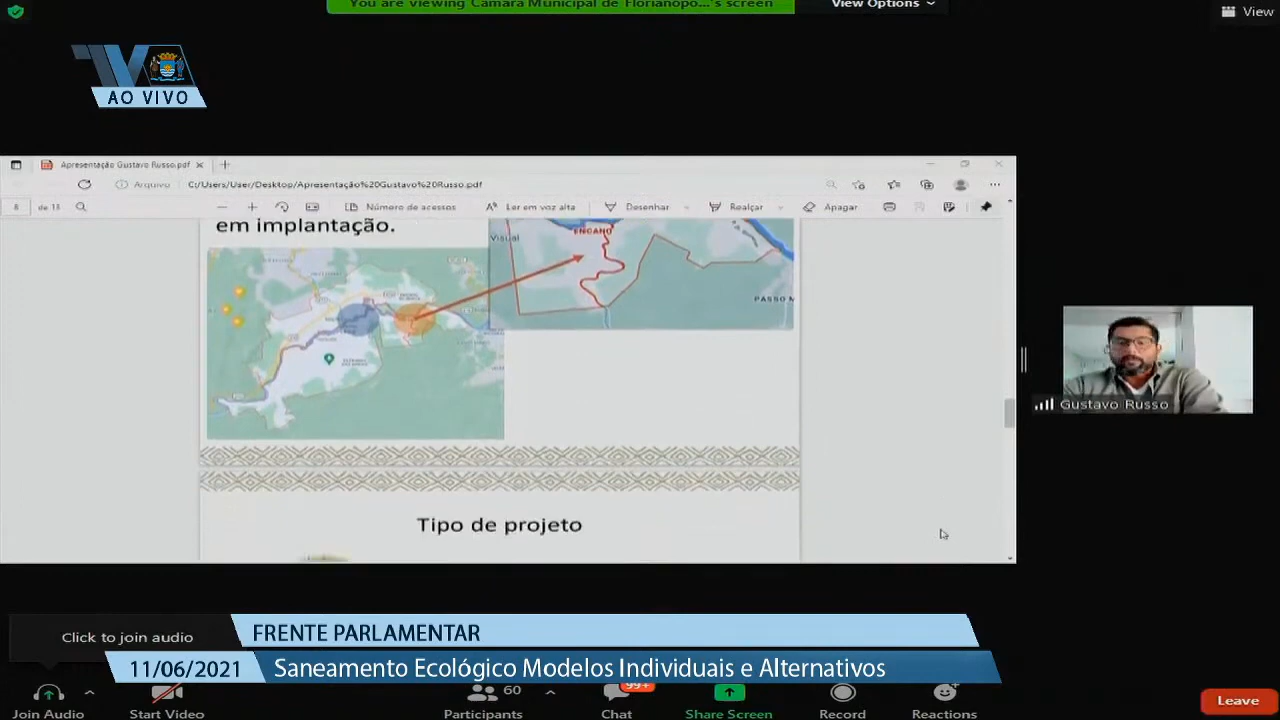 You are viewing Câmara Municipal de Florianópo...'s screen
View Options
View
TV
AO VIVO
Apresentação Gustavo Russo.pdf
Arquivo
C:/Users/User/Desktop/Apresentação%20Gustavo%20Russo.pdf
8 de 13
Número de acessos
Ler em voz alta
Desenhar
Realçar
Apagar
em implantação.
Visual
ENCANO
PASSO M
Tipo de projeto
Gustavo Russo
Click to join audio
FRENTE PARLAMENTAR
11/06/2021
Saneamento Ecológico Modelos Individuais e Alternativos
60
99+
Join Audio
Start Video
Participants
Chat
Share Screen
Record
Reactions
Leave